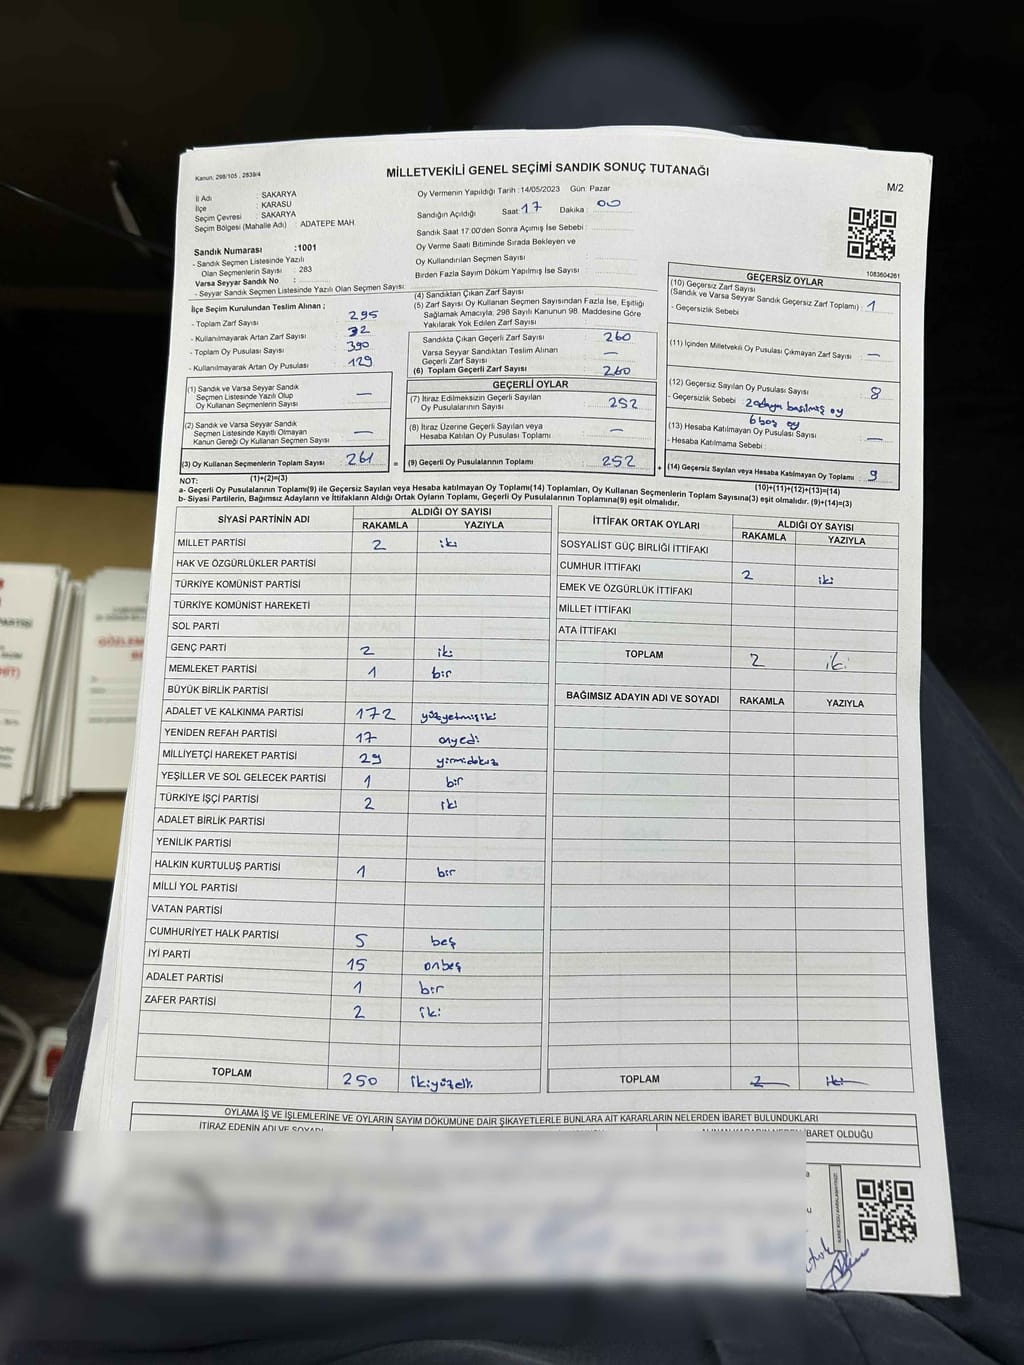 Kanun, 298/105 , 2839/4
MİLLETVEKİLİ GENEL SEÇİMİ SANDIK SONUÇ TUTANAĞI
M/2
İl Adı : SAKARYA
İlçe : KARASU
Seçim Çevresi : SAKARYA
Seçim Bölgesi (Mahalle Adı) : ADATEPE MAH.
Sandık Numarası :1001
- Sandık Seçmen Listesinde Yazılı
Olan Seçmenlerin Sayısı : 283
Varsa Seyyar Sandık No :
- Seyyar Sandık Seçmen Listesinde Yazılı Olan Seçmen Sayısı:
Oy Vermenin Yapıldığı Tarih :14/05/2023 Gün: Pazar
Sandığın Açıldığı Saat: 17 Dakika : 00
Sandık Saat 17.00'den Sonra Açımış İse Sebebi :
Oy Verme Saati Bitiminde Sırada Bekleyen ve
Oy Kullandırılan Seçmen Sayısı :
Birden Fazla Sayım Döküm Yapılmış İse Sayısı :
1083604261
İlçe Seçim Kurulundan Teslim Alınan ;
- Toplam Zarf Sayısı : 295
- Kullanılmayarak Artan Zarf Sayısı : 32
- Toplam Oy Pusulası Sayısı : 390
- Kullanılmayarak Artan Oy Pusulası : 129
(1) Sandık ve Varsa Seyyar Sandık
Seçmen Listesinde Yazılı Olup
Oy Kullanan Seçmenlerin Sayısı : —
(2) Sandık ve Varsa Seyyar Sandık
Seçmen Listesinde Kayıtlı Olmayan
Kanun Gereği Oy Kullanan Seçmen Sayısı : —
(3) Oy Kullanan Seçmenlerin Toplam Sayısı : 261
(1)+(2)=(3)
(4) Sandıktan Çıkan Zarf Sayısı :
(5) Zarf Sayısı Oy Kullanan Seçmen Sayısından Fazla İse, Eşitliği
Sağlamak Amacıyla; 298 Sayılı Kanunun 98. Maddesine Göre
Yakılarak Yok Edilen Zarf Sayısı :
Sandıkta Çıkan Geçerli Zarf Sayısı : 260
Varsa Seyyar Sandıktan Teslim Alınan
Geçerli Zarf Sayısı : —
(6) Toplam Geçerli Zarf Sayısı : 260
GEÇERLİ OYLAR
(7) İtiraz Edilmeksizin Geçerli Sayılan
Oy Pusulalarının Sayısı : 252
(8) İtiraz Üzerine Geçerli Sayılan veya
Hesaba Katılan Oy Pusulası Toplamı : —
= (9) Geçerli Oy Pusulalarının Toplamı : 252
GEÇERSİZ OYLAR
(10) Geçersiz Zarf Sayısı
(Sandık ve Varsa Seyyar Sandık Geçersiz Zarf Toplamı) : 1
- Geçersizlik Sebebi :
(11) İçinden Milletvekili Oy Pusulası Çıkmayan Zarf Sayısı : —
(12) Geçersiz Sayılan Oy Pusulası Sayısı : 8
- Geçersizlik Sebebi : basılmış oy
6 boş oy
(13) Hesaba Katılmayan Oy Pusulası Sayısı : —
- Hesaba Katılmama Sebebi :
+ (14) Geçersiz Sayılan veya Hesaba Katılmayan Oy Toplamı : 9
(10)+(11)+(12)+(13)=(14)
NOT:
a- Geçerli Oy Pusulalarının Toplamı(9) ile Geçersiz Sayılan veya Hesaba katılmayan Oy Toplamı(14) Toplamları, Oy Kullanan Seçmenlerin Toplam Sayısına(3) eşit olmalıdır. (9)+(14)=(3)
b- Siyasi Partilerin, Bağımsız Adayların ve İttifakların Aldığı Ortak Oyların Toplamı, Geçerli Oy Pusulalarının Toplamına(9) eşit olmalıdır.
SİYASİ PARTİNİN ADI ALDIĞI OY SAYISI
RAKAMLA YAZIYLA
MİLLET PARTİSİ 2 iki
HAK VE ÖZGÜRLÜKLER PARTİSİ
TÜRKİYE KOMÜNİST PARTİSİ
TÜRKİYE KOMÜNİST HAREKETİ
SOL PARTİ
GENÇ PARTİ 2 iki
MEMLEKET PARTİSİ 1 bir
BÜYÜK BİRLİK PARTİSİ
ADALET VE KALKINMA PARTİSİ 172 yüzyetmişiki
YENİDEN REFAH PARTİSİ 17 onyedi
MİLLİYETÇİ HAREKET PARTİSİ 29 yirmidokuz
YEŞİLLER VE SOL GELECEK PARTİSİ 1 bir
TÜRKİYE İŞÇİ PARTİSİ 2 iki
ADALET BİRLİK PARTİSİ
YENİLİK PARTİSİ
HALKIN KURTULUŞ PARTİSİ 1 bir
MİLLİ YOL PARTİSİ
VATAN PARTİSİ
CUMHURİYET HALK PARTİSİ 5 beş
İYİ PARTİ 15 onbeş
ADALET PARTİSİ 1 bir
ZAFER PARTİSİ 2 iki
TOPLAM 250 ikiyüzelli
İTTİFAK ORTAK OYLARI ALDIĞI OY SAYISI
RAKAMLA YAZIYLA
SOSYALİST GÜÇ BİRLİĞİ İTTİFAKI
CUMHUR İTTİFAKI 2 iki
EMEK VE ÖZGÜRLÜK İTTİFAKI
MİLLET İTTİFAKI
ATA İTTİFAKI
TOPLAM 2 iki
BAĞIMSIZ ADAYIN ADI VE SOYADI RAKAMLA YAZIYLA
TOPLAM 2 iki
OYLAMA İŞ VE İŞLEMLERİNE VE OYLARIN SAYIM DÖKÜMÜNE DAİR ŞİKAYETLERLE BUNLARA AİT KARARLARIN NELERDEN İBARET BULUNDUKLARI
İTİRAZ EDENİN ADI VE SOYADI
İBARET OLDUĞU